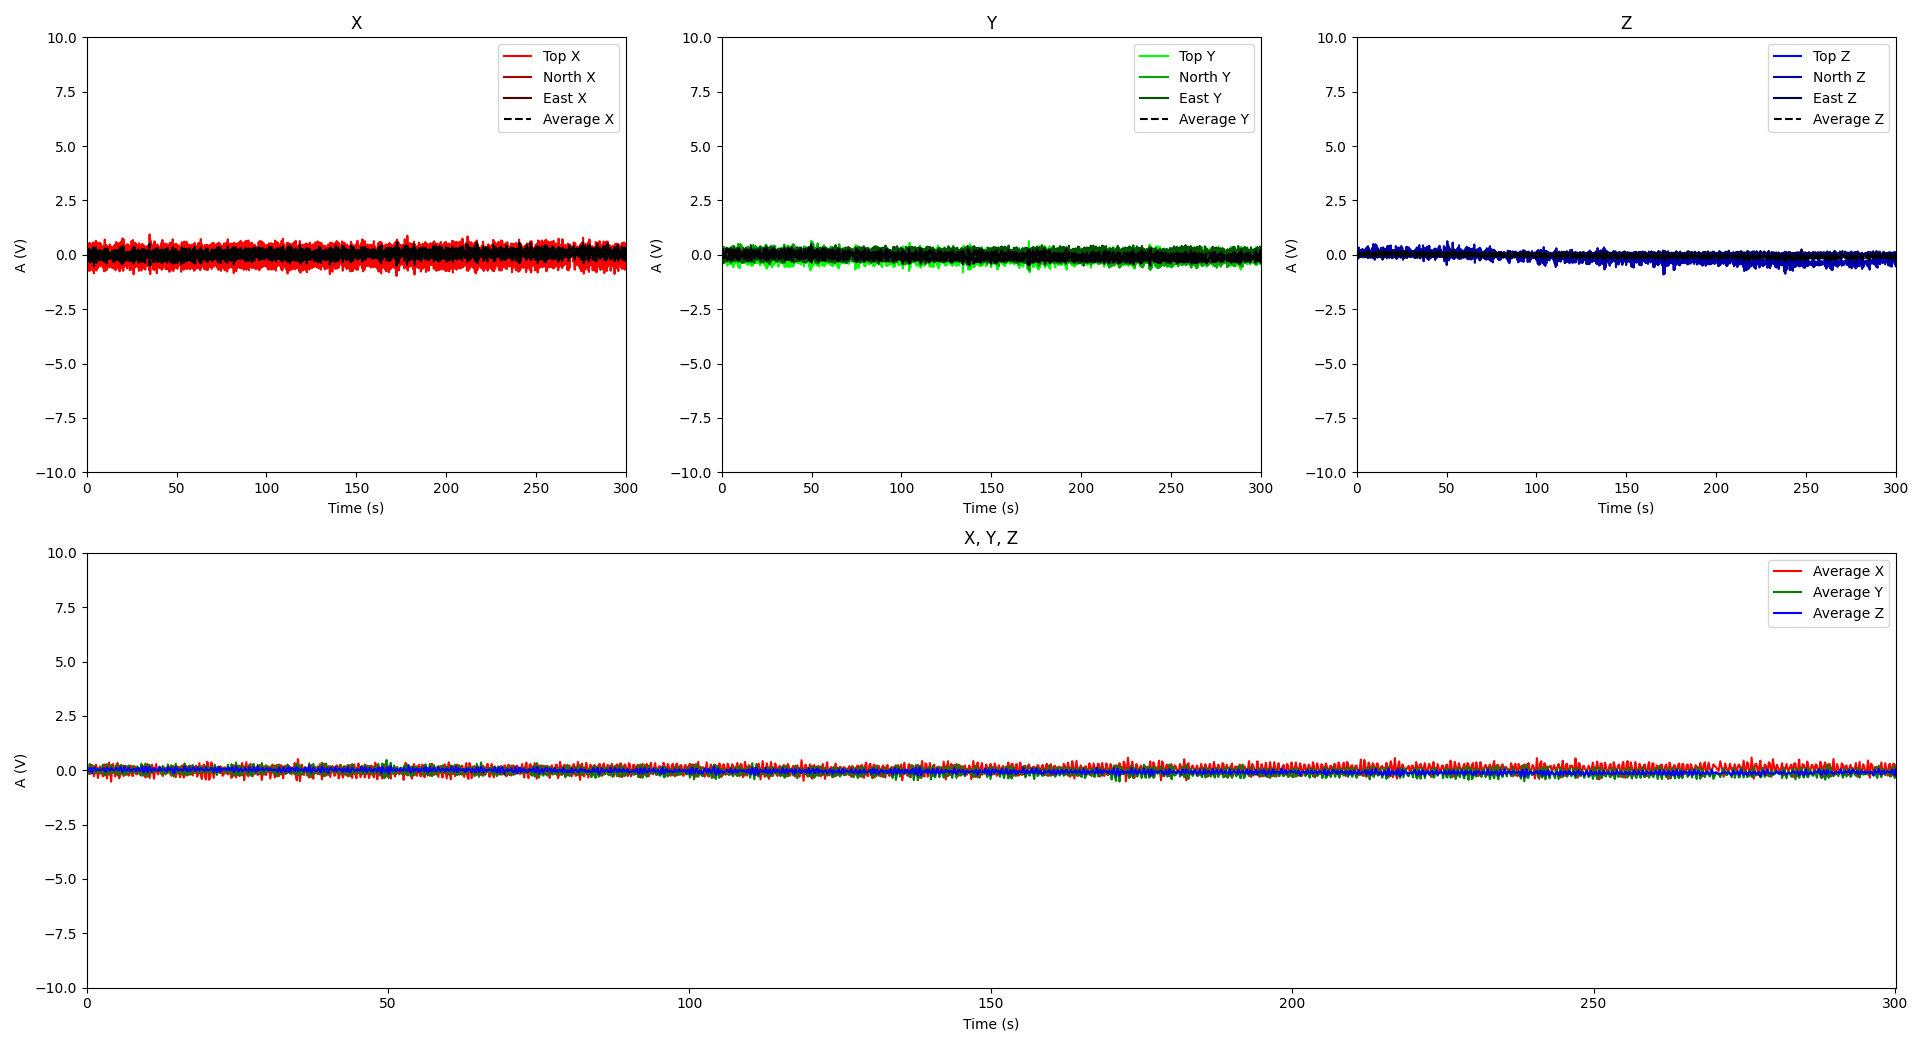 X
10.0
7.5
5.0
2.5
0.0
−2.5
−5.0
−7.5
−10.0
A (V)
0 50 100 150 200 250 300
Time (s)
Top X
North X
East X
Average X
Y
10.0
7.5
5.0
2.5
0.0
−2.5
−5.0
−7.5
−10.0
A (V)
0 50 100 150 200 250 300
Time (s)
Top Y
North Y
East Y
Average Y
Z
10.0
7.5
5.0
2.5
0.0
−2.5
−5.0
−7.5
−10.0
A (V)
0 50 100 150 200 250 300
Time (s)
Top Z
North Z
East Z
Average Z
X, Y, Z
10.0
7.5
5.0
2.5
0.0
−2.5
−5.0
−7.5
−10.0
A (V)
0 50 100 150 200 250 300
Time (s)
Average X
Average Y
Average Z